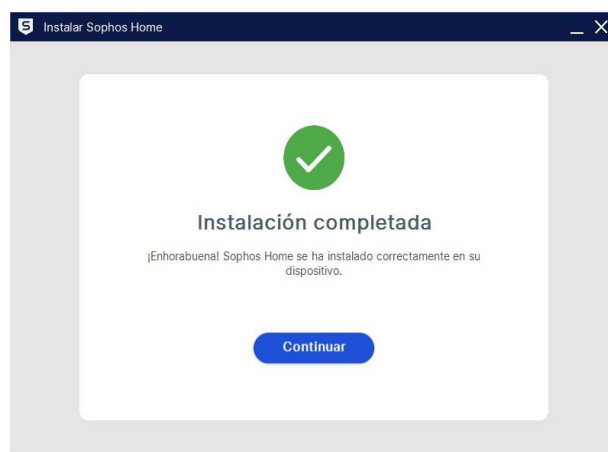 Instalar Sophos Home
Instalación completada
¡Enhorabuena! Sophos Home se ha instalado correctamente en su
dispositivo.
Continuar